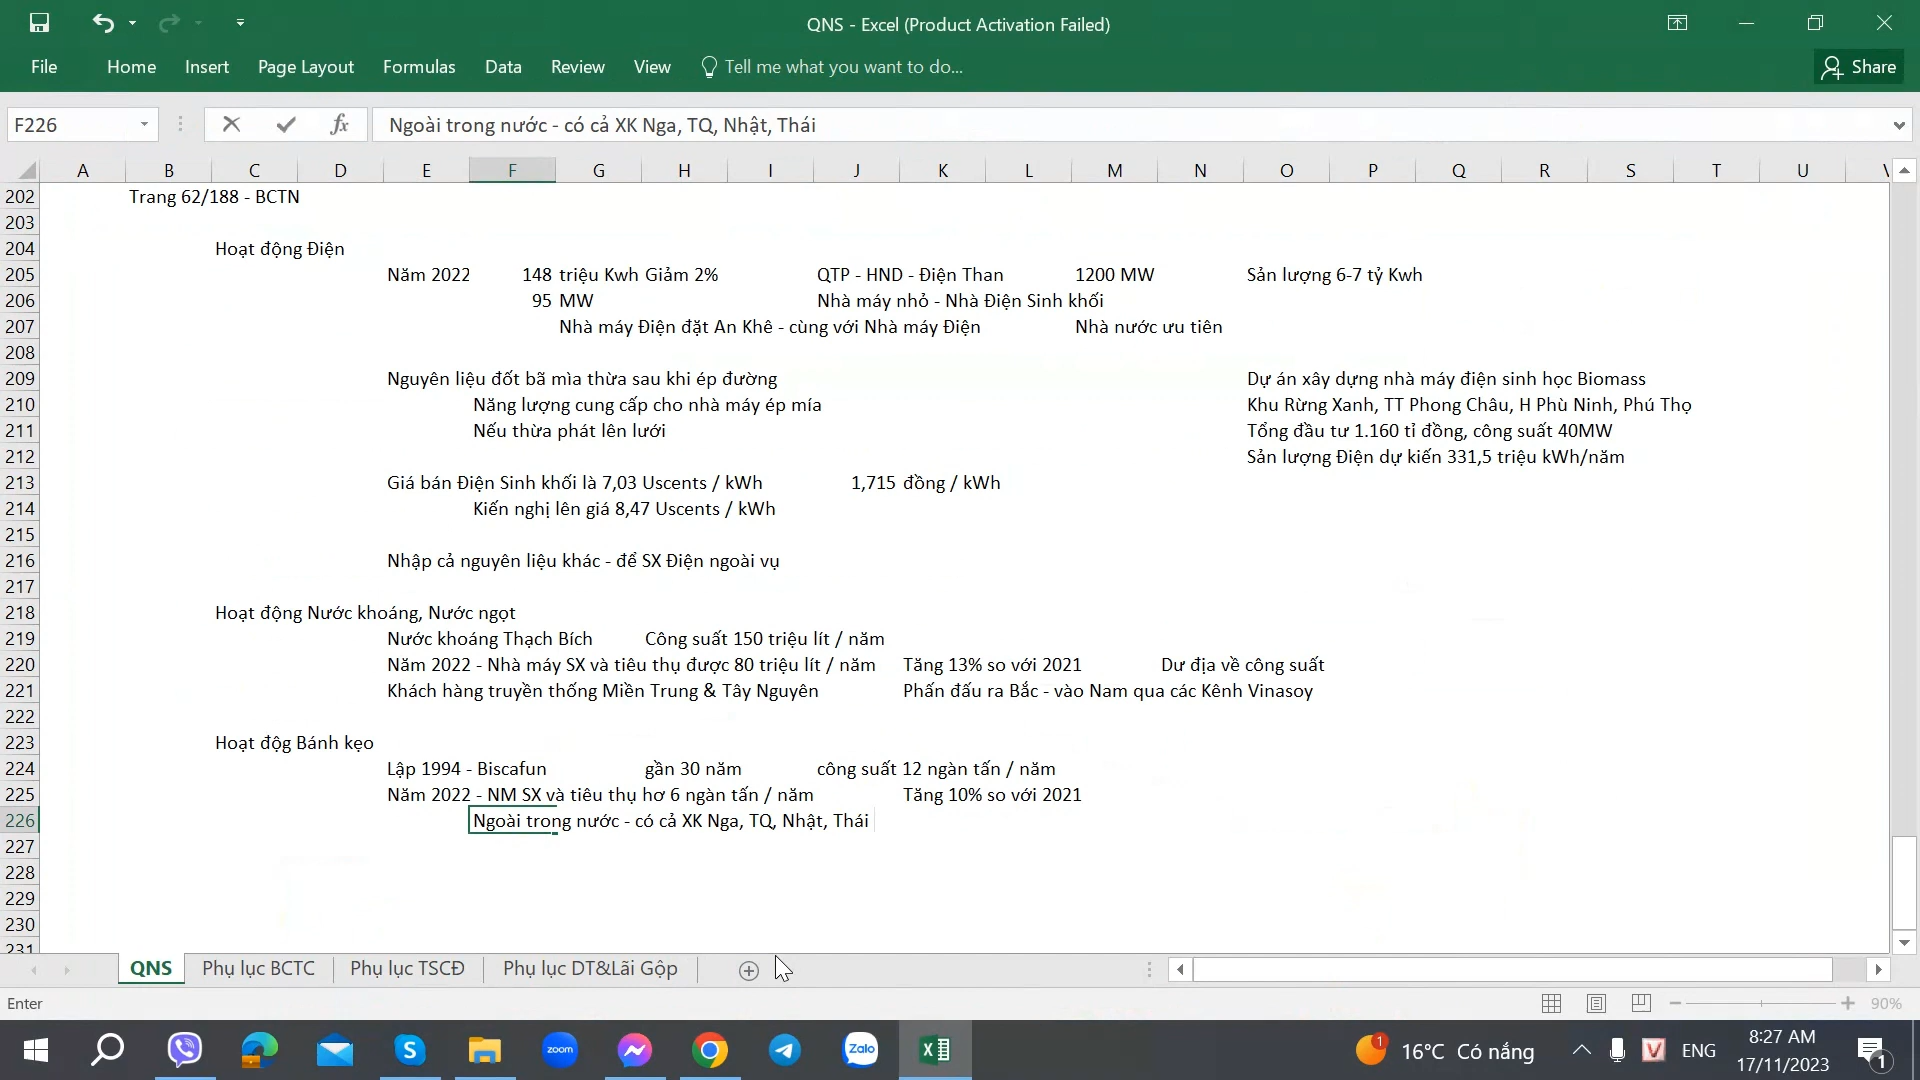 QNS - Excel (Product Activation Failed)
File Home Insert Page Layout Formulas Data Review View Tell me what you want to do... Share
F226 fx Ngoài trong nước - có cả XK Nga, TQ, Nhật, Thái
A B C D E F G H I J K L M N O P Q R S T U
202 Trang 62/188 - BCTN
203
204 Hoạt động Điện
205 Năm 2022 148 triệu Kwh Giảm 2% QTP - HND - Điện Than 1200 MW Sản lượng 6-7 tỷ Kwh
206 95 MW Nhà máy nhỏ - Nhà Điện Sinh khối
207 Nhà máy Điện đặt An Khê - cùng với Nhà máy Điện Nhà nước ưu tiên
208
209 Nguyên liệu đốt bã mìa thừa sau khi ép đường Dự án xây dựng nhà máy điện sinh học Biomass
210 Năng lượng cung cấp cho nhà máy ép mía Khu Rừng Xanh, TT Phong Châu, H Phù Ninh, Phú Thọ
211 Nếu thừa phát lên lưới Tổng đầu tư 1.160 tỉ đồng, công suất 40MW
212 Sản lượng Điện dự kiến 331,5 triệu kWh/năm
213 Giá bán Điện Sinh khối là 7,03 Uscents / kWh 1,715 đồng / kWh
214 Kiến nghị lên giá 8,47 Uscents / kWh
215
216 Nhập cả nguyên liệu khác - để SX Điện ngoài vụ
217
218 Hoạt động Nước khoáng, Nước ngọt
219 Nước khoáng Thạch Bích Công suất 150 triệu lít / năm
220 Năm 2022 - Nhà máy SX và tiêu thụ được 80 triệu lít / năm Tăng 13% so với 2021 Dư địa về công suất
221 Khách hàng truyền thống Miền Trung & Tây Nguyên Phấn đấu ra Bắc - vào Nam qua các Kênh Vinasoy
222
223 Hoạt độg Bánh kẹo
224 Lập 1994 - Biscafun gần 30 năm công suất 12 ngàn tấn / năm
225 Năm 2022 - NM SX và tiêu thụ hơ 6 ngàn tấn / năm Tăng 10% so với 2021
226 Ngoài trong nước - có cả XK Nga, TQ, Nhật, Thái
227
228
229
230
231
QNS Phụ lục BCTC Phụ lục TSCĐ Phụ lục DT&Lãi Gộp
Enter 90%
zoom Zalo 1 16°C Có nắng V ENG 8:27 AM 1
17/11/2023